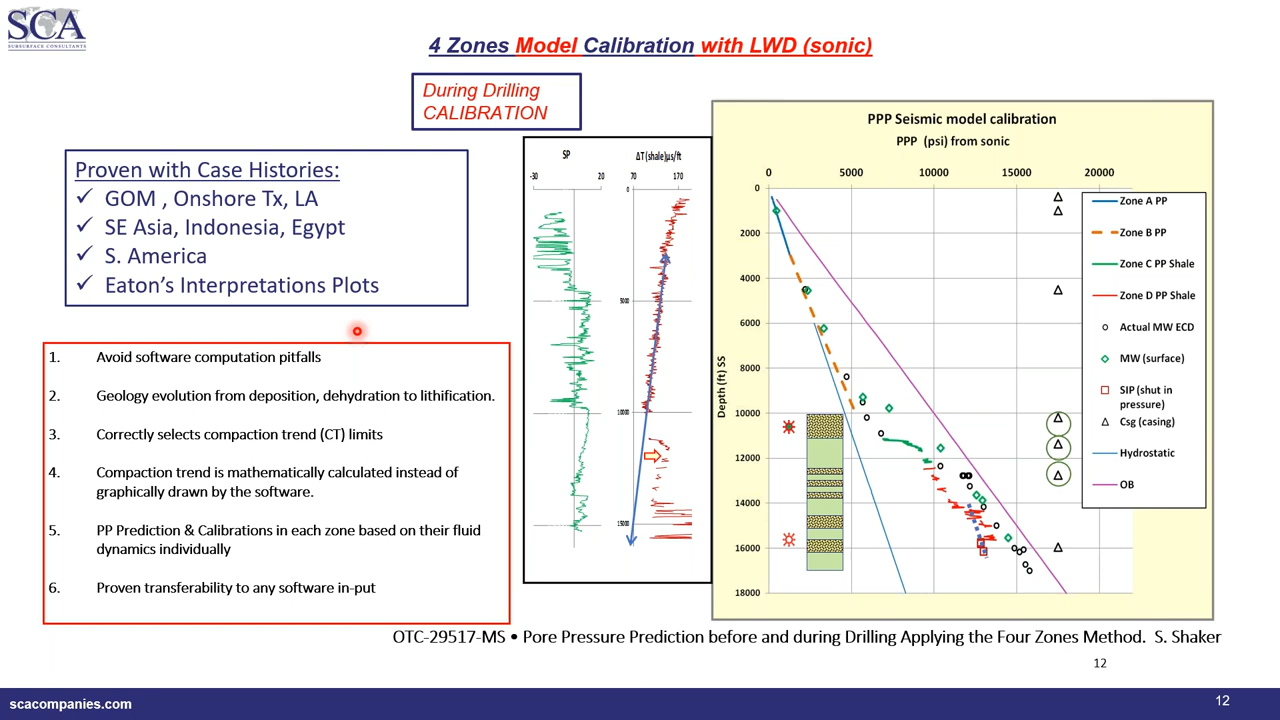 SCA
SUBSURFACE CONSULTANTS
4 Zones Model Calibration with LWD (sonic)
During Drilling
CALIBRATION
Proven with Case Histories:
✓ GOM , Onshore Tx, LA
✓ SE Asia, Indonesia, Egypt
✓ S. America
✓ Eaton's Interpretations Plots
1. Avoid software computation pitfalls
2. Geology evolution from deposition, dehydration to lithification.
3. Correctly selects compaction trend (CT) limits
4. Compaction trend is mathematically calculated instead of
graphically drawn by the software.
5. PP Prediction & Calibrations in each zone based on their fluid
dynamics individually
6. Proven transferability to any software in-put
SP
-30 20
ΔT(shale)µs/ft
70 170
0
5000
10000
15000
PPP Seismic model calibration
PPP (psi) from sonic
0 5000 10000 15000 20000
Depth (ft) SS
0
2000
4000
6000
8000
10000
12000
14000
16000
18000
Zone A PP
Zone B PP
Zone C PP Shale
Zone D PP Shale
Actual MW ECD
MW (surface)
SIP (shut in
pressure)
Csg (casing)
Hydrostatic
OB
OTC-29517-MS • Pore Pressure Prediction before and during Drilling Applying the Four Zones Method. S. Shaker
12
scacompanies.com
12